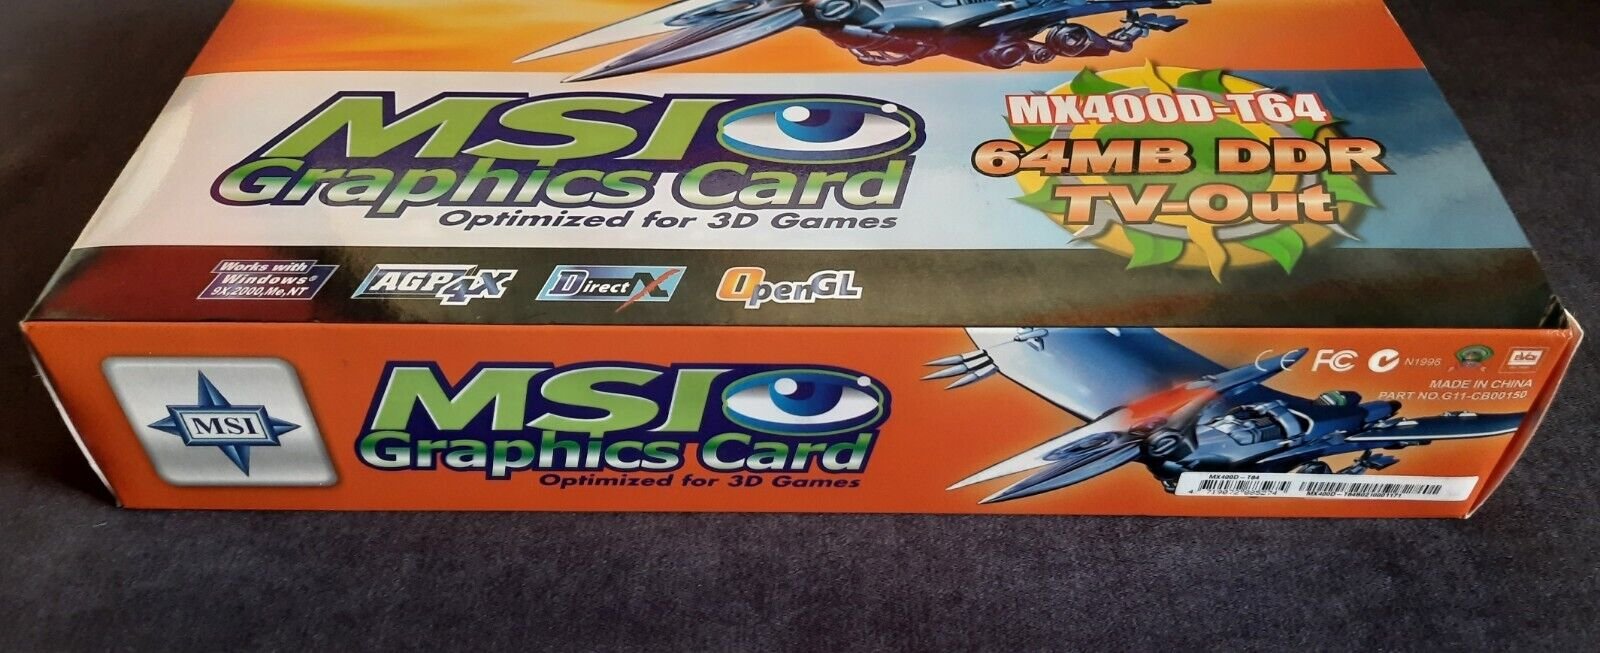 MSI
Graphics Card
Optimized for 3D Games
MX400D-T64
64MB DDR
TV-Out
Works with
Windows®
9X,2000,Me,NT
AGP4X
DirectX
OpenGL
MSI
MSI
Graphics Card
Optimized for 3D Games
CE FC N1996
MADE IN CHINA
PART NO.G11-CB00150
MX400D-T64